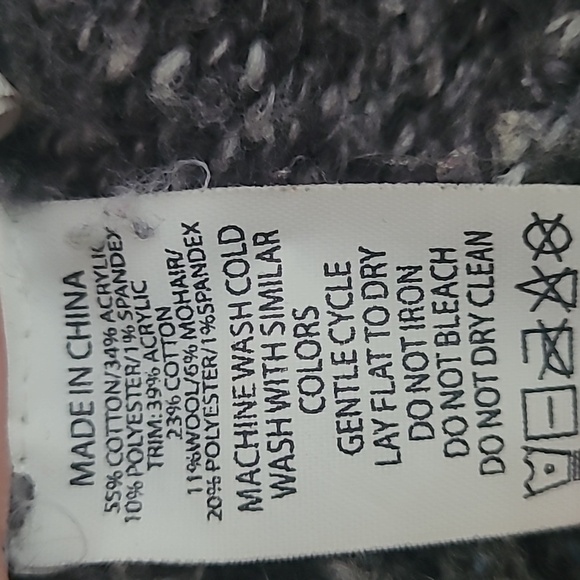 MADE IN CHINA
55% COTTON/34% ACRYLIC
10% POLYESTER/1% SPANDEX
TRIM:39% ACRYLIC
23% COTTON
11%WOOL/6% MOHAIR/
20% POLYESTER/1%SPANDEX
MACHINE WASH COLD
WASH WITH SIMILAR
COLORS
GENTLE CYCLE
LAY FLAT TO DRY
DO NOT IRON
DO NOT BLEACH
DO NOT DRY CLEAN